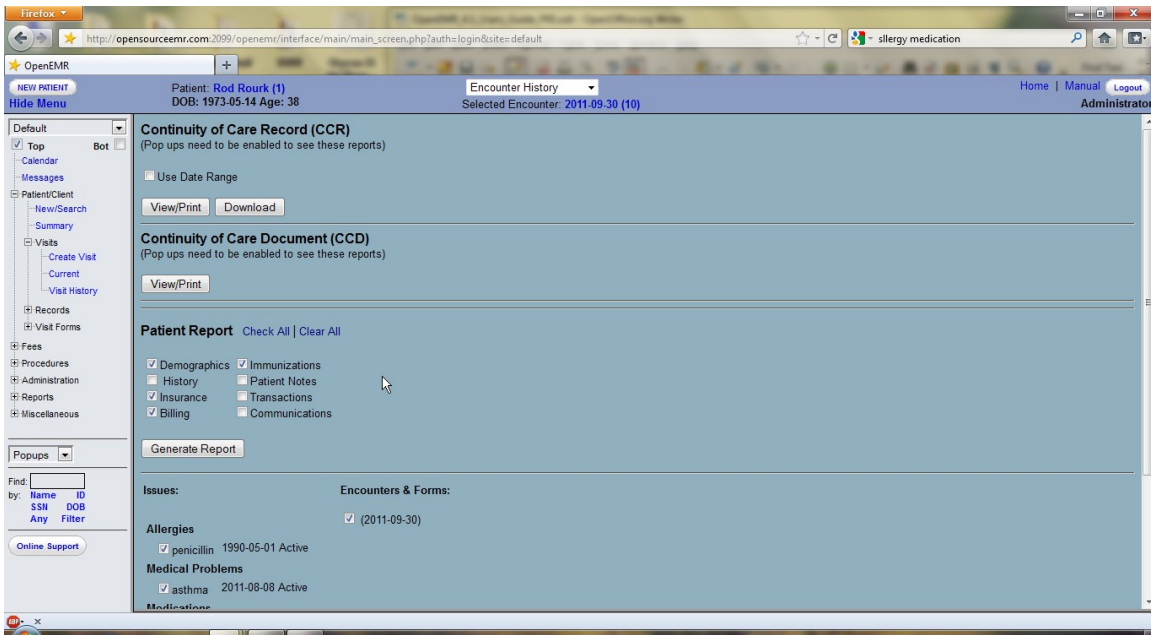 Firefox
http://opensourceemr.com:2099/openemr/interface/main/main_screen.php?auth=login&site=default
sllergy medication
OpenEMR
NEW PATIENT
Hide Menu
Patient: Rod Rourk (1)
DOB: 1973-05-14 Age: 38
Encounter History
Selected Encounter: 2011-09-30 (10)
Home | Manual Logout
Administrator
Default
Top Bot
Calendar
Messages
Patient/Client
New/Search
Summary
Visits
Create Visit
Current
Visit History
Records
Visit Forms
Fees
Procedures
Administration
Reports
Miscellaneous
Popups
Find:
by: Name ID
SSN DOB
Any Filter
Online Support
Continuity of Care Record (CCR)
(Pop ups need to be enabled to see these reports)
Use Date Range
View/Print Download
Continuity of Care Document (CCD)
(Pop ups need to be enabled to see these reports)
View/Print
Patient Report Check All | Clear All
Demographics Immunizations
History Patient Notes
Insurance Transactions
Billing Communications
Generate Report
Issues: Encounters & Forms:
(2011-09-30)
Allergies
penicillin 1990-05-01 Active
Medical Problems
asthma 2011-08-08 Active
Medications
ABP